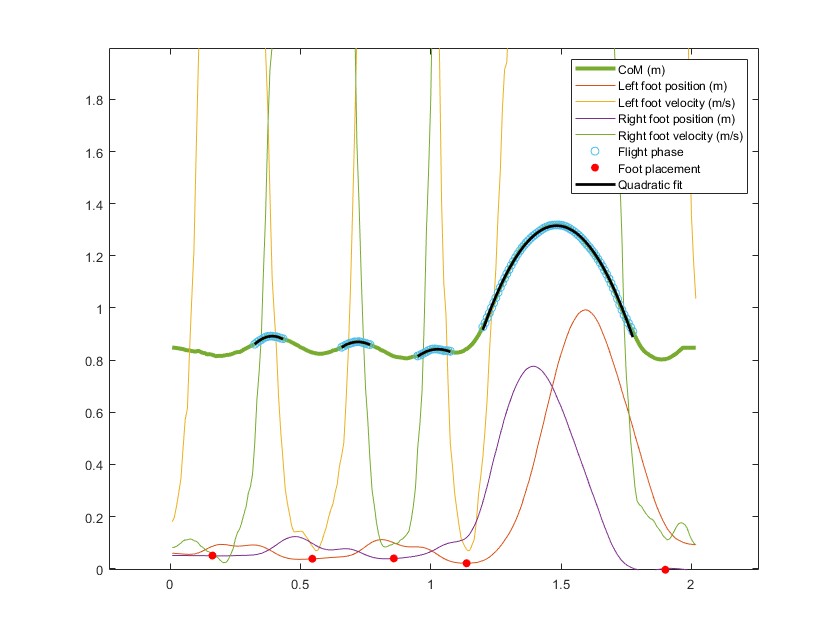 CoM (m)
Left foot position (m)
Left foot velocity (m/s)
Right foot position (m)
Right foot velocity (m/s)
Flight phase
Foot placement
Quadratic fit
1.8
1.6
1.4
1.2
1
0.8
0.6
0.4
0.2
0
0 0.5 1 1.5 2